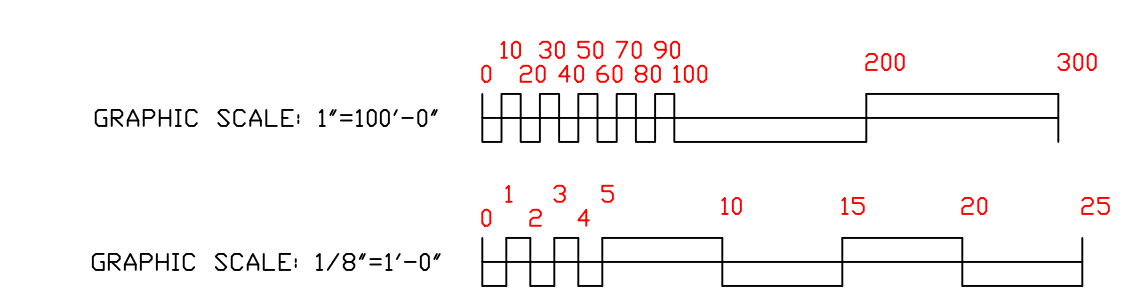 10 30 50 70 90
0 20 40 60 80 100 200 300
GRAPHIC SCALE: 1"=100'-0"
1 3 5
0 2 4 10 15 20 25
GRAPHIC SCALE: 1/8"=1'-0"